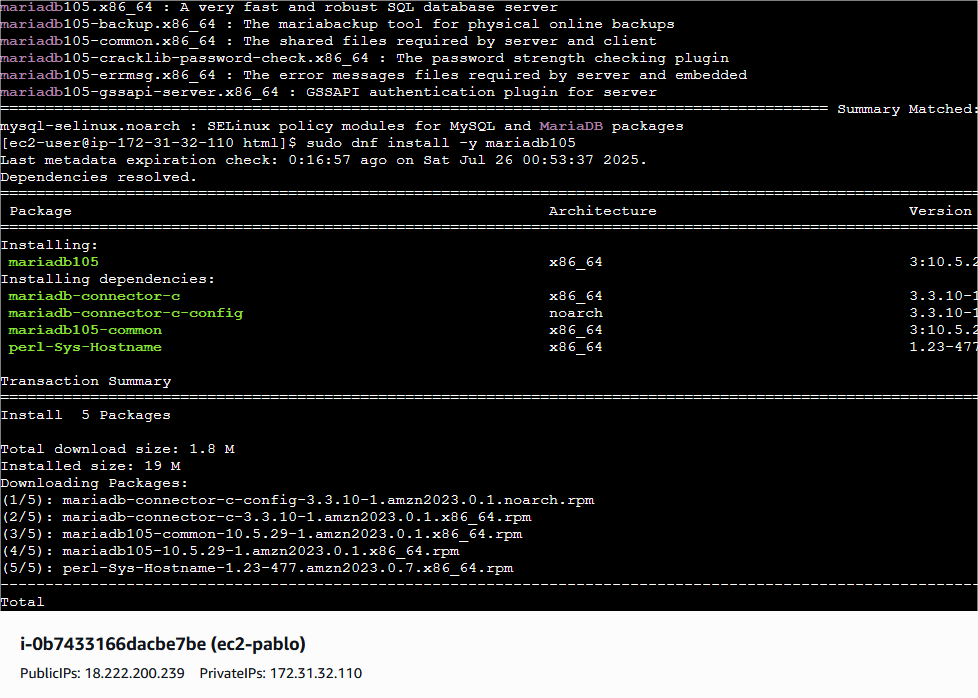 mariadb105.x86_64 : A very fast and robust SQL database server
mariadb105-backup.x86_64 : The mariabackup tool for physical online backups
mariadb105-common.x86_64 : The shared files required by server and client
mariadb105-cracklib-password-check.x86_64 : The password strength checking plugin
mariadb105-errmsg.x86_64 : The error messages files required by server and embedded
mariadb105-gssapi-server.x86_64 : GSSAPI authentication plugin for server
============================================================================================ Summary Matched:
mysql-selinux.noarch : SELinux policy modules for MySQL and MariaDB packages
[ec2-user@ip-172-31-32-110 html]$ sudo dnf install -y mariadb105
Last metadata expiration check: 0:16:57 ago on Sat Jul 26 00:53:37 2025.
Dependencies resolved.
Package Architecture Version
Installing:
mariadb105 x86_64 3:10.5.2
Installing dependencies:
mariadb-connector-c x86_64 3.3.10-1
mariadb-connector-c-config noarch 3.3.10-1
mariadb105-common x86_64 3:10.5.2
perl-Sys-Hostname x86_64 1.23-477
Transaction Summary
Install 5 Packages
Total download size: 1.8 M
Installed size: 19 M
Downloading Packages:
(1/5): mariadb-connector-c-config-3.3.10-1.amzn2023.0.1.noarch.rpm
(2/5): mariadb-connector-c-3.3.10-1.amzn2023.0.1.x86_64.rpm
(3/5): mariadb105-common-10.5.29-1.amzn2023.0.1.x86_64.rpm
(4/5): mariadb105-10.5.29-1.amzn2023.0.1.x86_64.rpm
(5/5): perl-Sys-Hostname-1.23-477.amzn2023.0.7.x86_64.rpm
Total
i-0b7433166dacbe7be (ec2-pablo)
PublicIPs: 18.222.200.239 PrivateIPs: 172.31.32.110